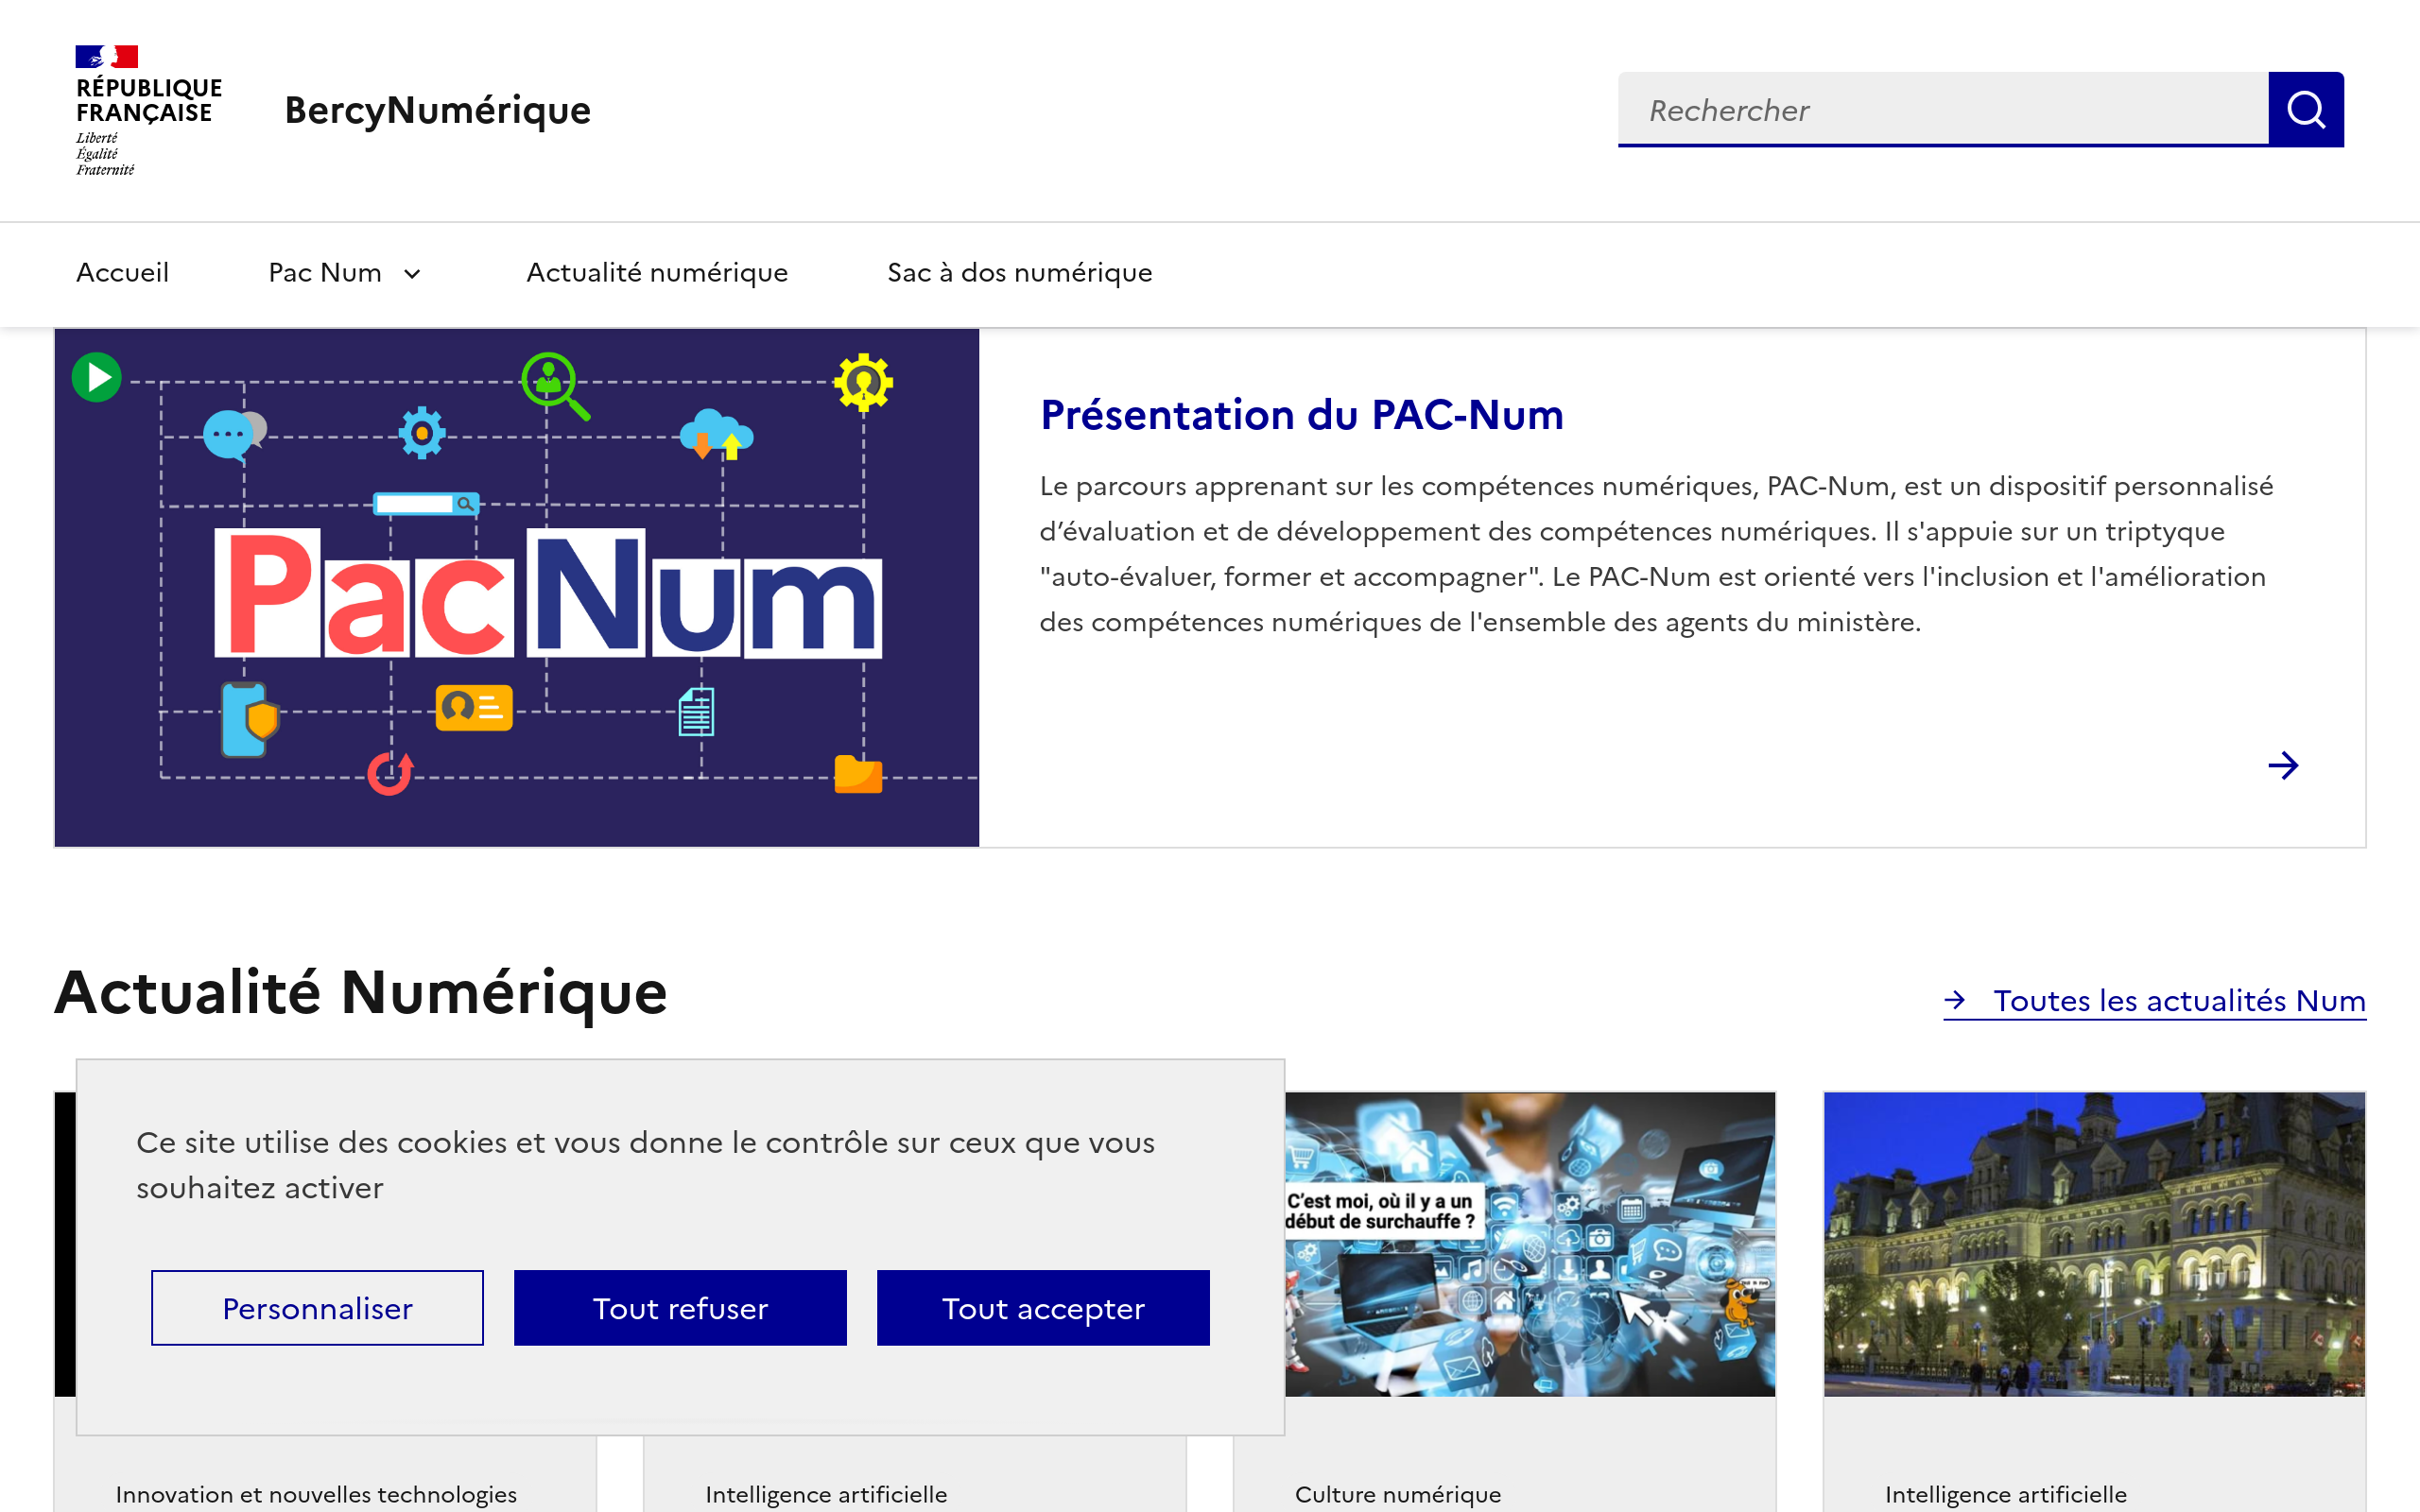 RÉPUBLIQUE
FRANÇAISE
Liberté
Égalité
Fraternité
BercyNumérique
Rechercher
Accueil
Pac Num
Actualité numérique
Sac à dos numérique
Pac Num
Présentation du PAC-Num
Le parcours apprenant sur les compétences numériques, PAC-Num, est un dispositif personnalisé
d’évaluation et de développement des compétences numériques. Il s'appuie sur un triptyque
"auto-évaluer, former et accompagner". Le PAC-Num est orienté vers l'inclusion et l'amélioration
des compétences numériques de l'ensemble des agents du ministère.
Actualité Numérique
Toutes les actualités Num
Ce site utilise des cookies et vous donne le contrôle sur ceux que vous
souhaitez activer
Personnaliser
Tout refuser
Tout accepter
C’est moi, où il y a un
début de surchauffe ?
Innovation et nouvelles technologies
Intelligence artificielle
Culture numérique
Intelligence artificielle